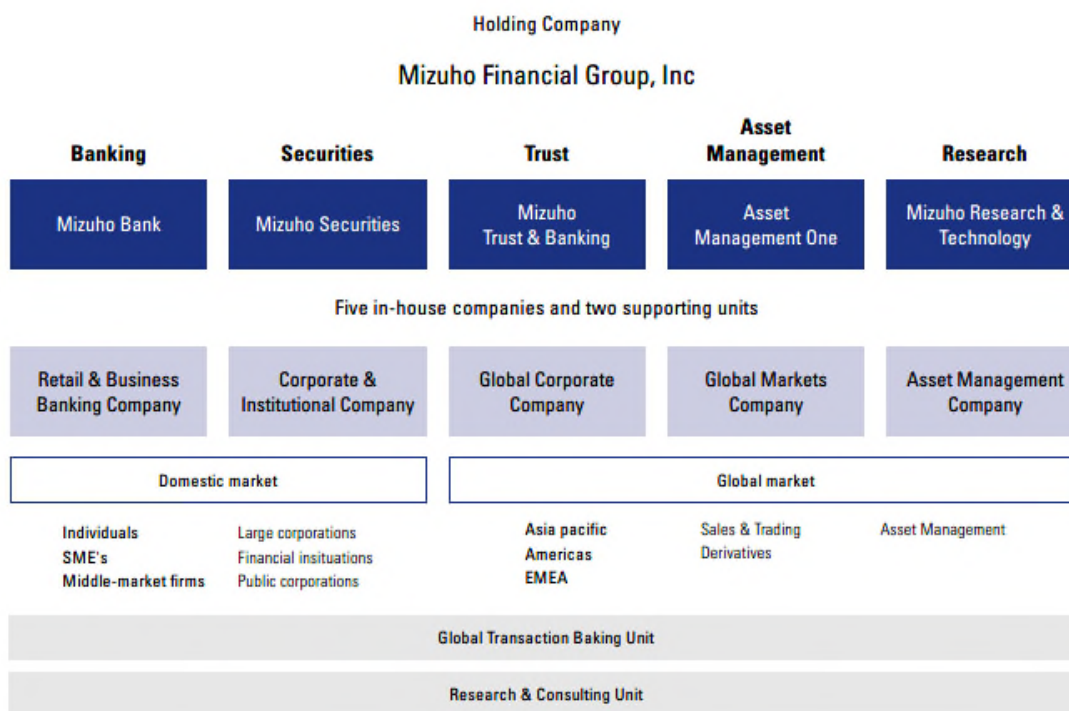 Holding Company
Mizuho Financial Group, Inc
Banking
Securities
Trust
Asset
Management
Research
Mizuho Bank
Mizuho Securities
Mizuho
Trust & Banking
Asset
Management One
Mizuho Research &
Technology
Five in-house companies and two supporting units
Retail & Business
Banking Company
Corporate &
Institutional Company
Global Corporate
Company
Global Markets
Company
Asset Management
Company
Domestic market
Global market
Individuals
SME's
Middle-market firms
Large corporations
Financial insituations
Public corporations
Asia pacific
Americas
EMEA
Sales & Trading
Derivatives
Asset Management
Global Transaction Baking Unit
Research & Consulting Unit